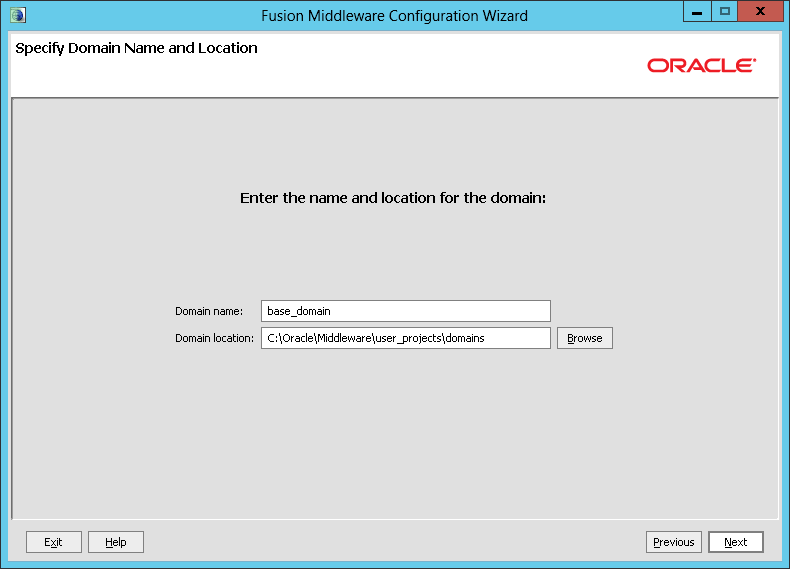 Fusion Middleware Configuration Wizard
Specify Domain Name and Location
ORACLE
Enter the name and location for the domain:
Domain name: base_domain
Domain location: C:\Oracle\Middleware\user_projects\domains Browse
Exit Help Previous Next